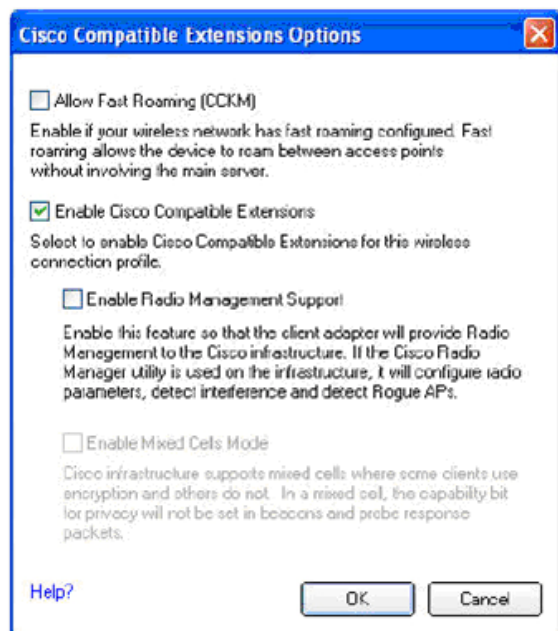 Cisco Compatible Extensions Options
Allow Fast Roaming (CCKM)
Enable if your wireless network has fast roaming configured. Fast
roaming allows the device to roam between access points
without involving the main server.
Enable Cisco Compatible Extensions
Select to enable Cisco Compatible Extensions for this wireless
connection profile.
Enable Radio Management Support
Enable this feature so that the client adapter will provide Radio
Management to the Cisco infrastructure. If the Cisco Radio
Manager utility is used on the infrastructure, it will configure radio
parameters, detect interference and detect Rogue APs.
Enable Mixed Cells Mode
Cisco infrastructure supports mixed cells where some clients use
encryption and others do not. In a mixed cell, the capability bit
for privacy will not be set in beacons and probe response
packets.
Help?
OK
Cancel